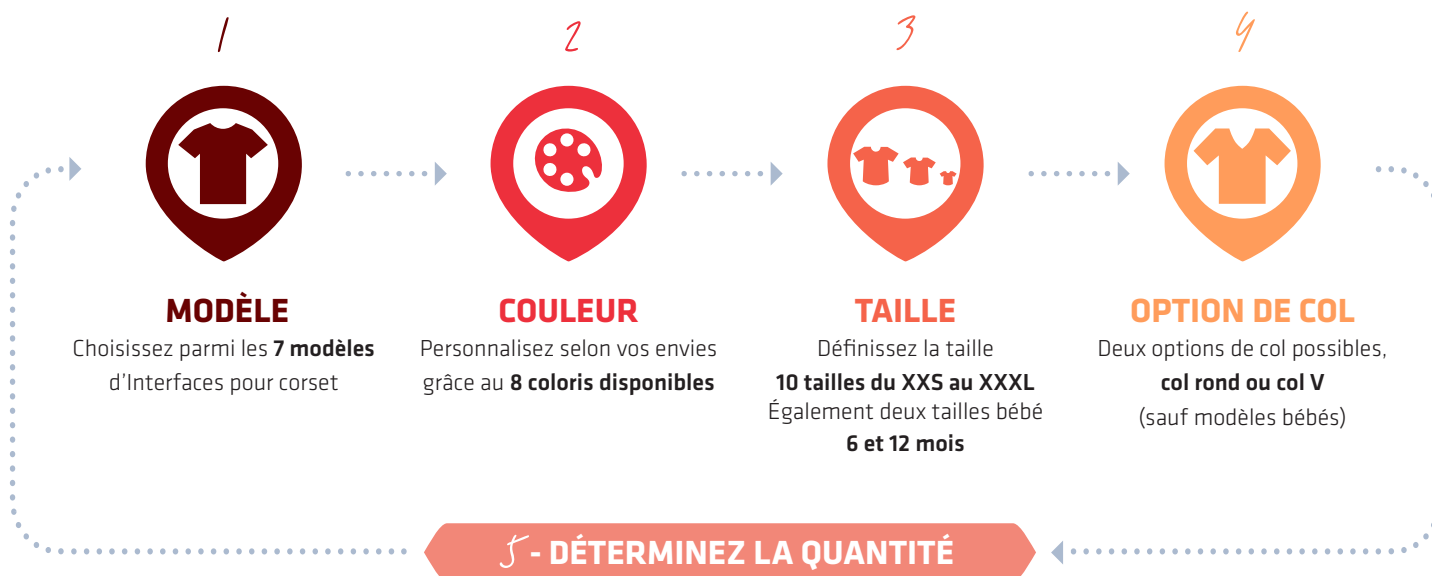 1
MODÈLE
Choisissez parmi les 7 modèles
d'Interfaces pour corset
2
COULEUR
Personnalisez selon vos envies
grâce au 8 coloris disponibles
3
TAILLE
Définissez la taille
10 tailles du XXS au XXXL
Également deux tailles bébé
6 et 12 mois
4
OPTION DE COL
Deux options de col possibles,
col rond ou col V
(sauf modèles bébés)
5 - DÉTERMINEZ LA QUANTITÉ